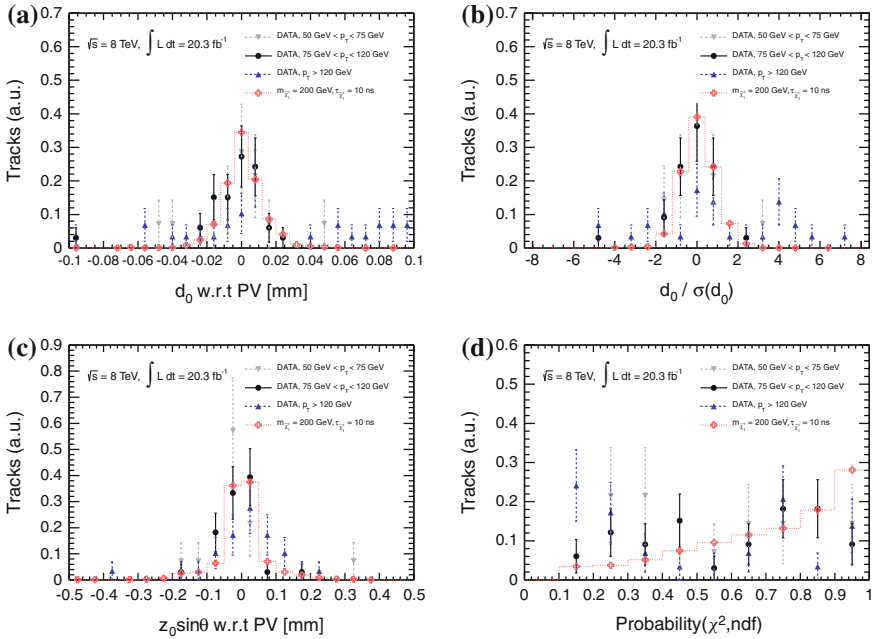 (a)
√s = 8 TeV, ∫ L dt = 20.3 fb⁻¹
DATA, 50 GeV < p_T < 75 GeV
DATA, 75 GeV < p_T < 120 GeV
DATA, p_T > 120 GeV
m_χ̃₁± = 200 GeV, τ_χ̃₁± = 10 ns
Tracks (a.u.)
0.7
0.6
0.5
0.4
0.3
0.2
0.1
0
-0.1 -0.08 -0.06 -0.04 -0.02 0 0.02 0.04 0.06 0.08 0.1
d₀ w.r.t PV [mm]
(b)
√s = 8 TeV, ∫ L dt = 20.3 fb⁻¹
DATA, 50 GeV < p_T < 75 GeV
DATA, 75 GeV < p_T < 120 GeV
DATA, p_T > 120 GeV
m_χ̃₁± = 200 GeV, τ_χ̃₁± = 10 ns
Tracks (a.u.)
0.6
0.5
0.4
0.3
0.2
0.1
0
-8 -6 -4 -2 0 2 4 6 8
d₀ / σ(d₀)
(c)
√s = 8 TeV, ∫ L dt = 20.3 fb⁻¹
DATA, 50 GeV < p_T < 75 GeV
DATA, 75 GeV < p_T < 120 GeV
DATA, p_T > 120 GeV
m_χ̃₁± = 200 GeV, τ_χ̃₁± = 10 ns
Tracks (a.u.)
0.9
0.8
0.7
0.6
0.5
0.4
0.3
0.2
0.1
0
-0.5 -0.4 -0.3 -0.2 -0.1 0 0.1 0.2 0.3 0.4 0.5
z₀sinθ w.r.t PV [mm]
(d)
√s = 8 TeV, ∫ L dt = 20.3 fb⁻¹
DATA, 50 GeV < p_T < 75 GeV
DATA, 75 GeV < p_T < 120 GeV
DATA, p_T > 120 GeV
m_χ̃₁± = 200 GeV, τ_χ̃₁± = 10 ns
Tracks (a.u.)
0.6
0.5
0.4
0.3
0.2
0.1
0
0 0.1 0.2 0.3 0.4 0.5 0.6 0.7 0.8 0.9 1
Probability(χ²,ndf)